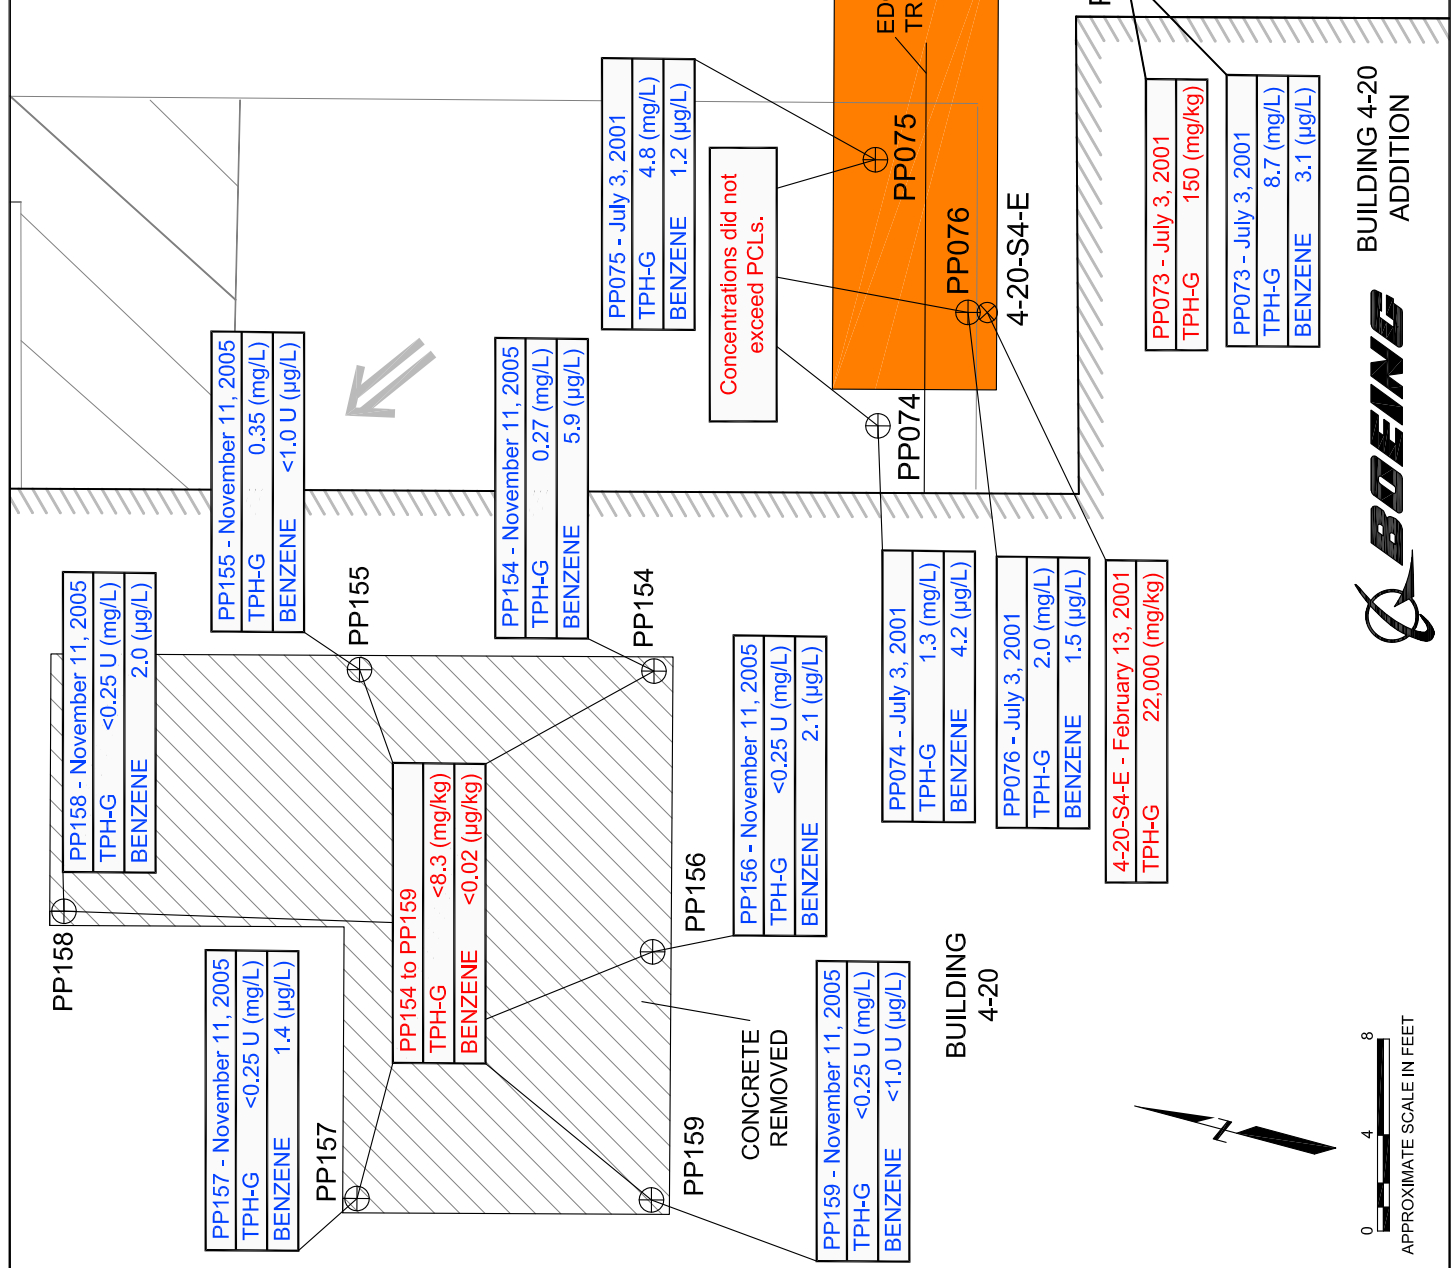 PP158
PP158 - November 11, 2005
TPH-G <0.25 U (mg/L)
BENZENE 2.0 (µg/L)
PP157 - November 11, 2005
TPH-G <0.25 U (mg/L)
BENZENE 1.4 (µg/L)
PP157
PP155 - November 11, 2005
TPH-G 0.35 (mg/L)
BENZENE <1.0 U (µg/L)
PP155
PP154 to PP159
TPH-G <8.3 (mg/kg)
BENZENE <0.02 (µg/kg)
PP154 - November 11, 2005
TPH-G 0.27 (mg/L)
BENZENE 5.9 (µg/L)
PP154
PP075 - July 3, 2001
TPH-G 4.8 (mg/L)
BENZENE 1.2 (µg/L)
Concentrations did not
exceed PCLs.
PP159
PP156
PP156 - November 11, 2005
TPH-G <0.25 U (mg/L)
BENZENE 2.1 (µg/L)
CONCRETE
REMOVED
PP159 - November 11, 2005
TPH-G <0.25 U (mg/L)
BENZENE <1.0 U (µg/L)
PP074
PP075
PP076
4-20-S4-E
PP074 - July 3, 2001
TPH-G 1.3 (mg/L)
BENZENE 4.2 (µg/L)
PP076 - July 3, 2001
TPH-G 2.0 (mg/L)
BENZENE 1.5 (µg/L)
4-20-S4-E - February 13, 2001
TPH-G 22,000 (mg/kg)
BUILDING
4-20
PP073 - July 3, 2001
TPH-G 150 (mg/kg)
PP073 - July 3, 2001
TPH-G 8.7 (mg/L)
BENZENE 3.1 (µg/L)
BUILDING 4-20
ADDITION
0 4 8
APPROXIMATE SCALE IN FEET
BOEING